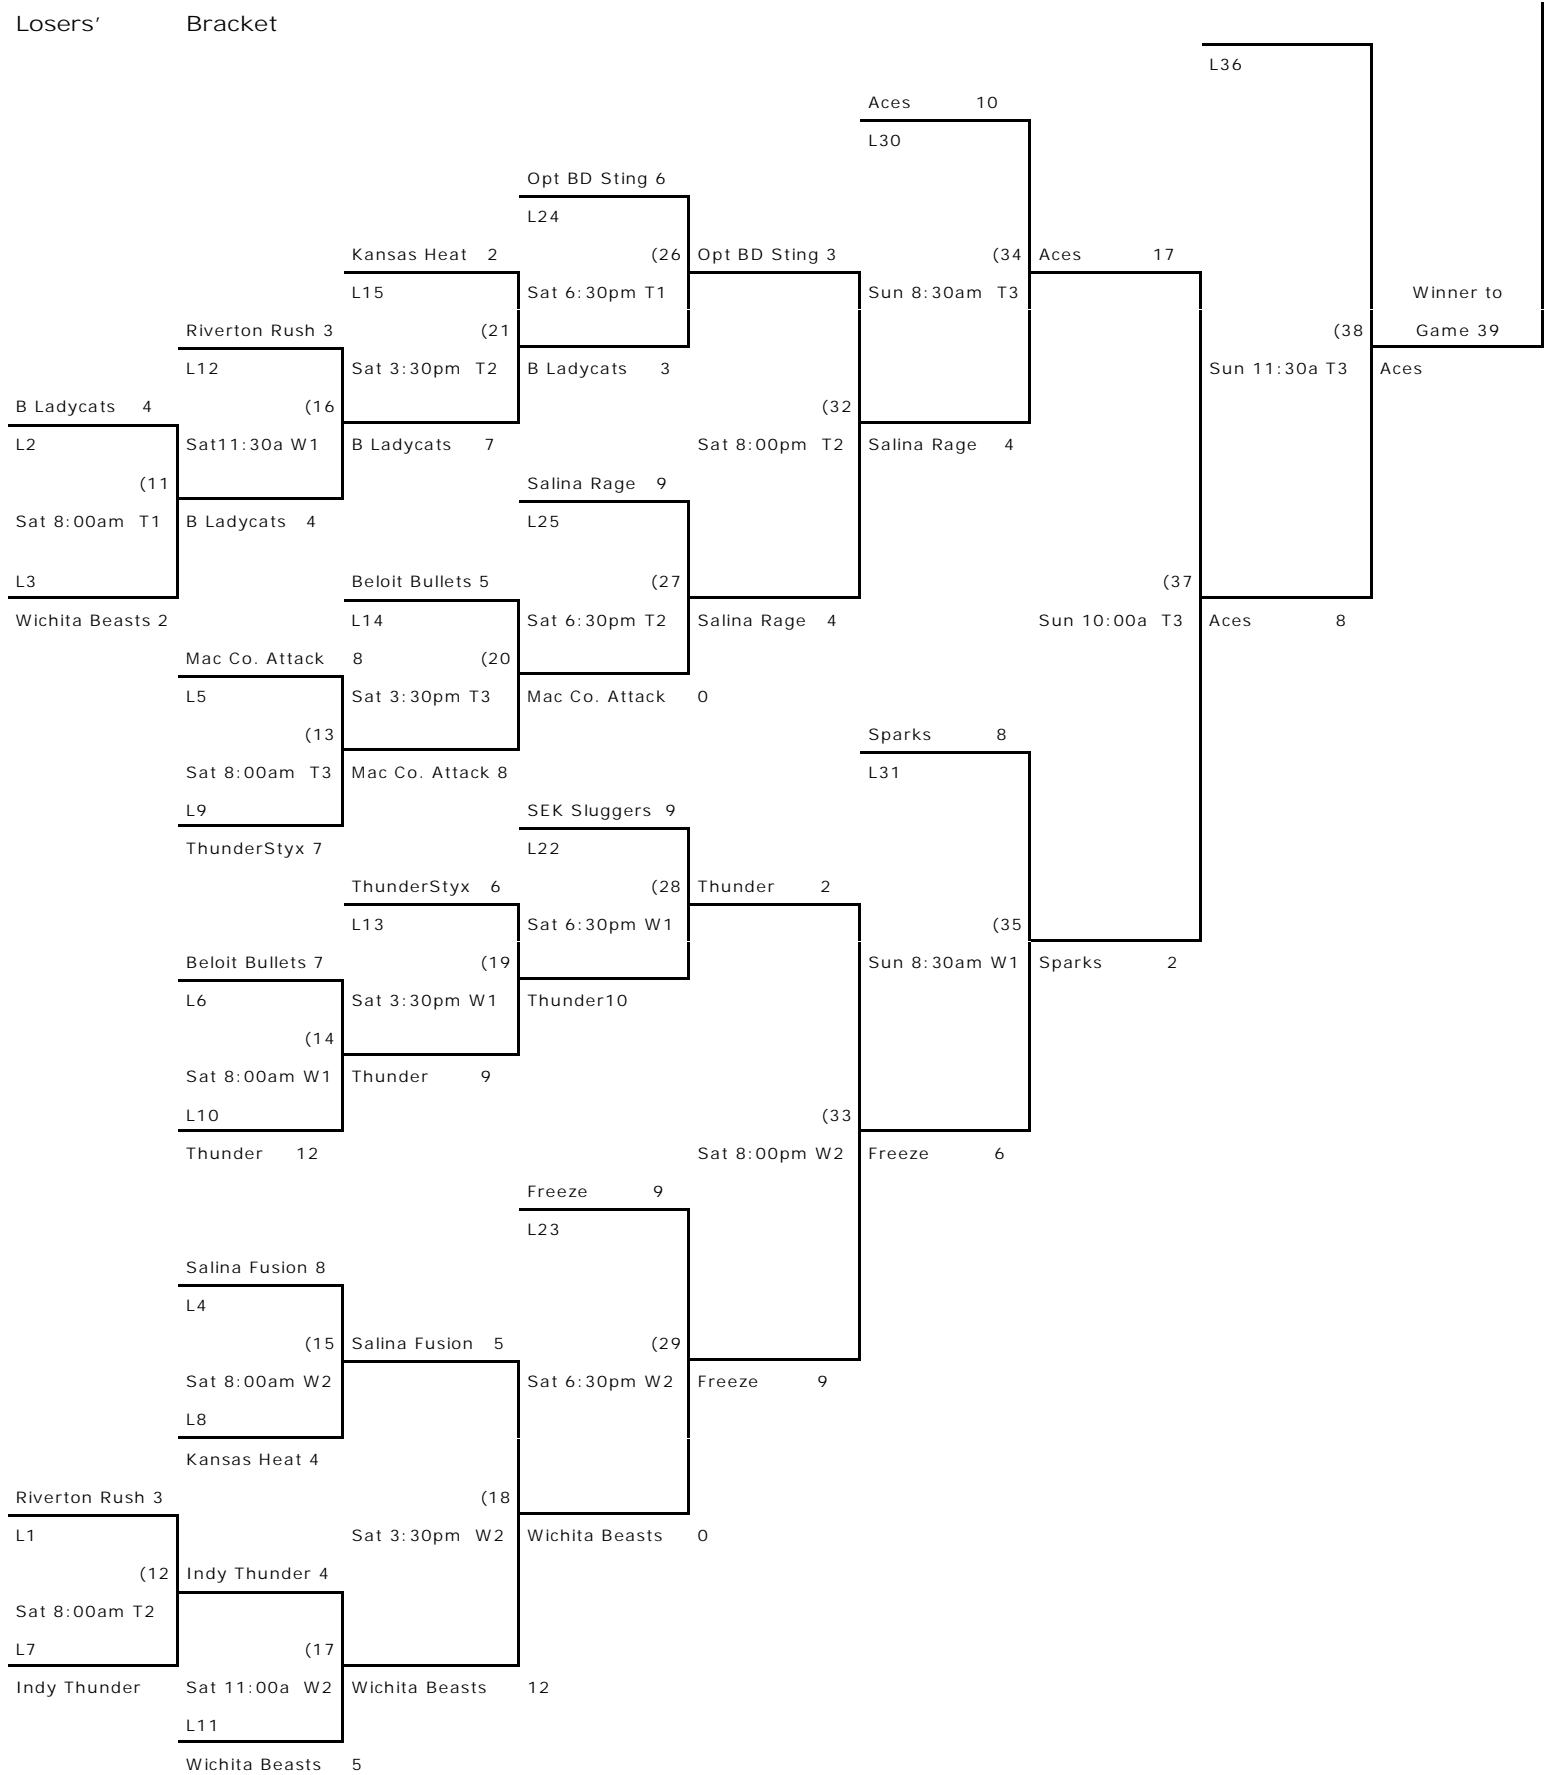 Losers' Bracket
L36
Aces 10
L30
Opt BD Sting 6
L24
Kansas Heat 2 (26 Opt BD Sting 3 (34 Aces 17
L15 Sat 6:30pm T1 Sun 8:30am T3 Winner to
Riverton Rush 3 (21 (38 Game 39
L12 Sat 3:30pm T2 B Ladycats 3 Sun 11:30a T3 Aces
B Ladycats 4 (16 (32
L2 Sat11:30a W1 B Ladycats 7 Sat 8:00pm T2 Salina Rage 4
(11 Salina Rage 9
Sat 8:00am T1 B Ladycats 4 L25
L3 Beloit Bullets 5 (27 (37
Wichita Beasts 2 L14 Sat 6:30pm T2 Salina Rage 4 Sun 10:00a T3 Aces 8
Mac Co. Attack 8 (20
L5 Sat 3:30pm T3 Mac Co. Attack 0
(13 Sparks 8
Sat 8:00am T3 Mac Co. Attack 8 L31
L9 SEK Sluggers 9
ThunderStyx 7 L22
ThunderStyx 6 (28 Thunder 2
L13 Sat 6:30pm W1 (35
Beloit Bullets 7 (19 Sun 8:30am W1 Sparks 2
L6 Sat 3:30pm W1 Thunder10
(14
Sat 8:00am W1 Thunder 9
L10 (33
Thunder 12 Sat 8:00pm W2 Freeze 6
Freeze 9
L23
Salina Fusion 8
L4
(15 Salina Fusion 5 (29
Sat 8:00am W2 Sat 6:30pm W2 Freeze 9
L8
Kansas Heat 4
Riverton Rush 3 (18
L1 Sat 3:30pm W2 Wichita Beasts 0
(12 Indy Thunder 4
Sat 8:00am T2
L7 (17
Indy Thunder Sat 11:00a W2 Wichita Beasts 12
L11
Wichita Beasts 5